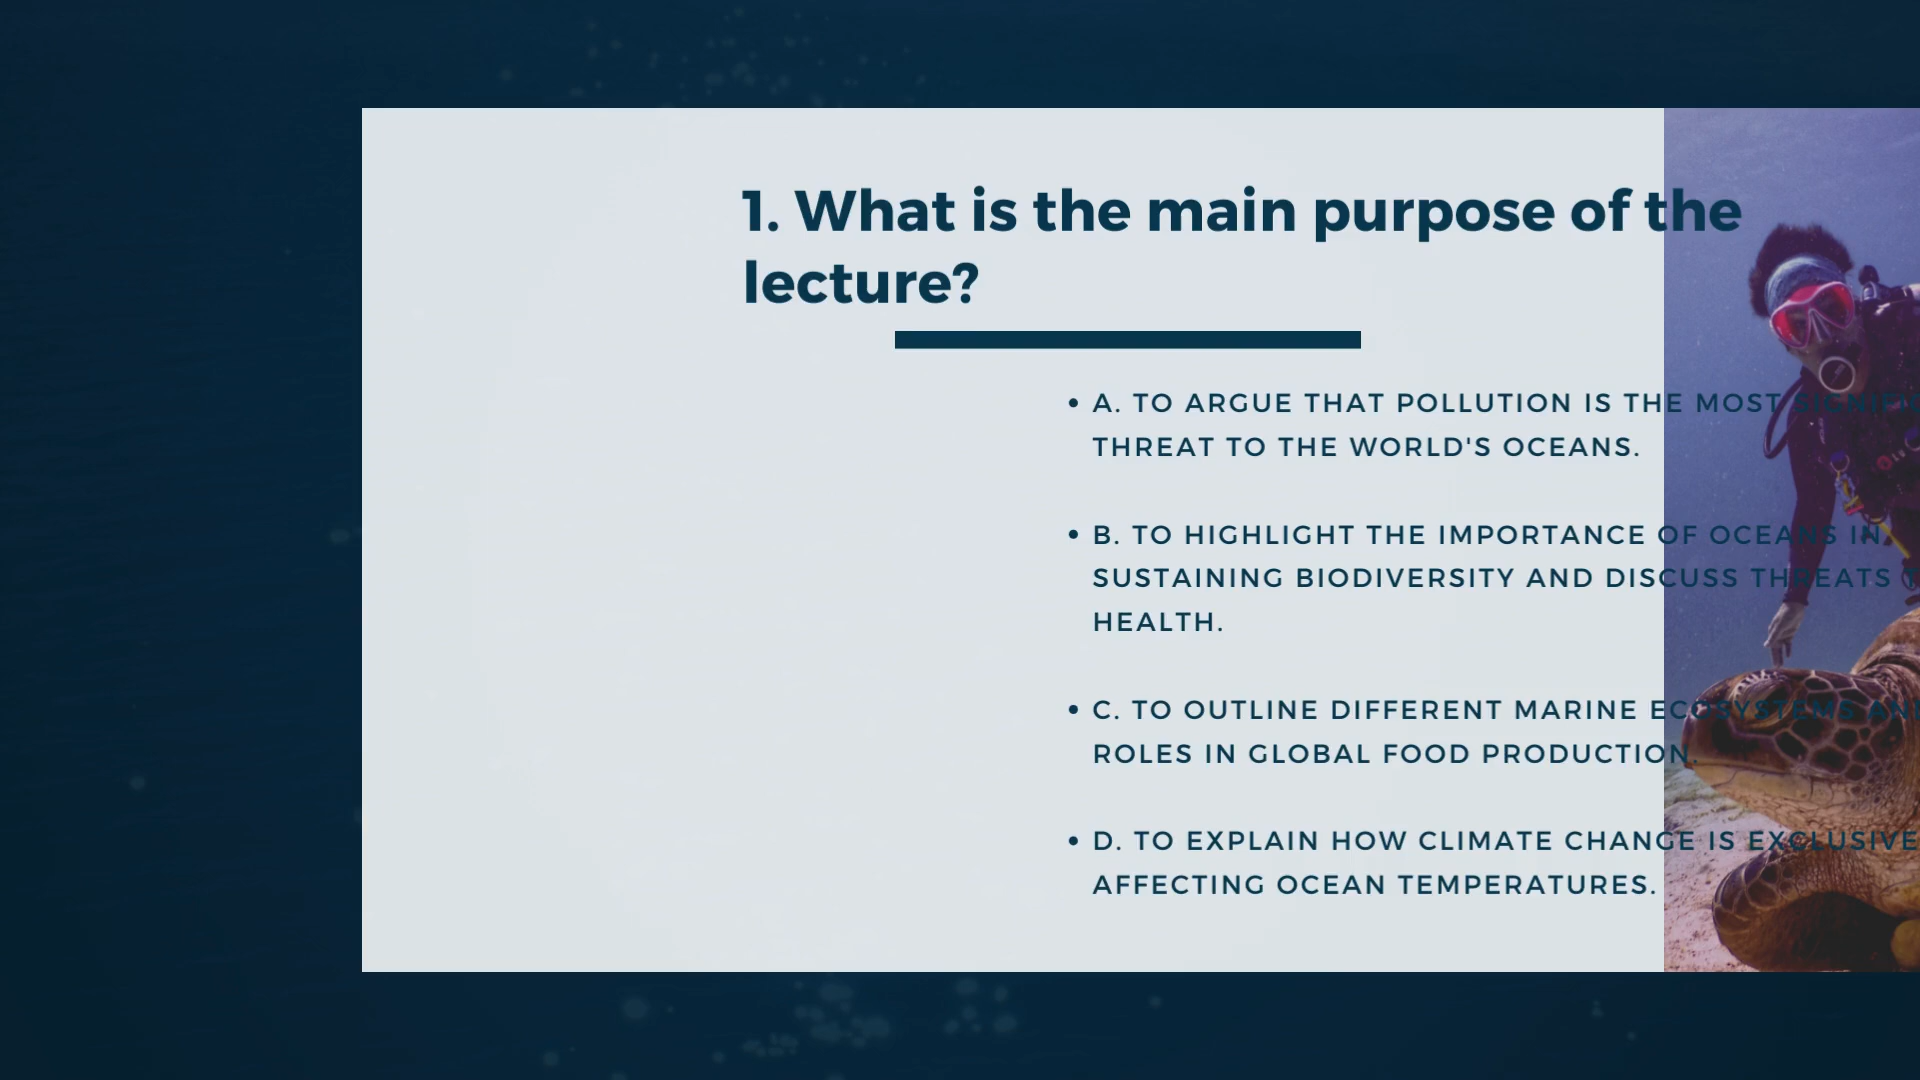 1. What is the main purpose of the
lecture?
A. TO ARGUE THAT POLLUTION IS THE MOST
THREAT TO THE WORLD'S OCEANS.
B. TO HIGHLIGHT THE IMPORTANCE OF OCEANS IN
SUSTAINING BIODIVERSITY AND DISCUSS THREATS
HEALTH.
C. TO OUTLINE DIFFERENT MARINE ECOSYSTEMS
ROLES IN GLOBAL FOOD PRODUCTION.
D. TO EXPLAIN HOW CLIMATE CHANGE IS
AFFECTING OCEAN TEMPERATURES.